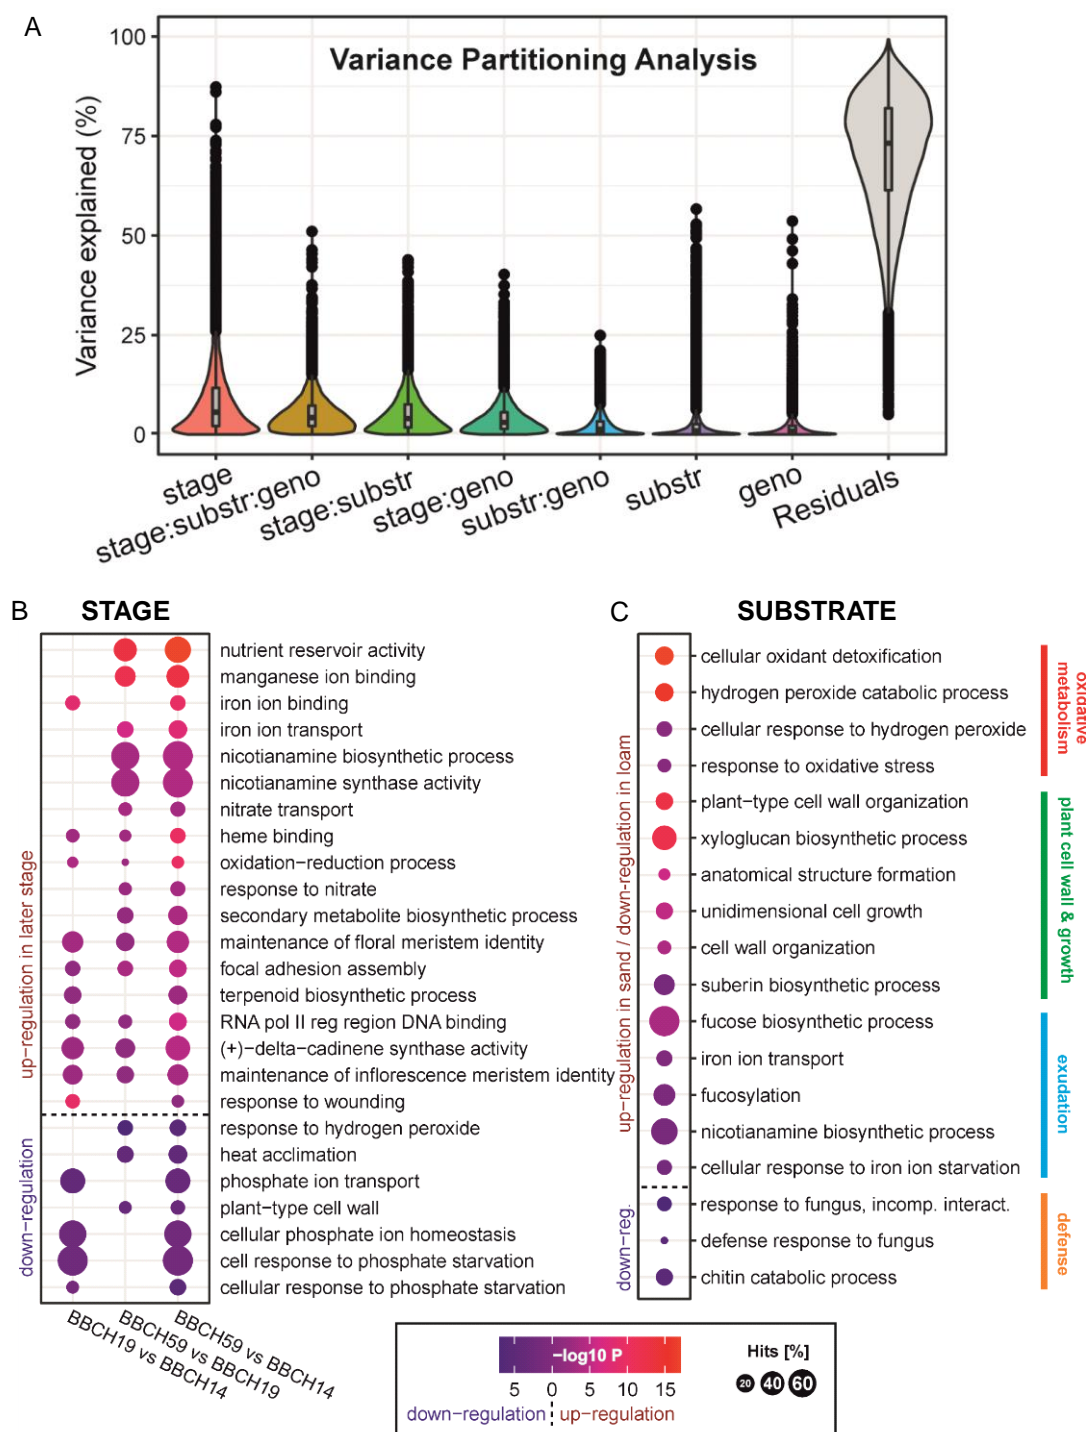 A
Variance Partitioning Analysis
Variance explained (%)
100
75
50
25
0
stage
stage:substr:geno
stage:substr
stage:geno
substr:geno
substr
geno
Residuals
B
STAGE
up−regulation in later stage
down−regulation
nutrient reservoir activity
manganese ion binding
iron ion binding
iron ion transport
nicotianamine biosynthetic process
nicotianamine synthase activity
nitrate transport
heme binding
oxidation−reduction process
response to nitrate
secondary metabolite biosynthetic process
maintenance of floral meristem identity
focal adhesion assembly
terpenoid biosynthetic process
RNA pol II reg region DNA binding
(+)−delta−cadinene synthase activity
maintenance of inflorescence meristem identity
response to wounding
response to hydrogen peroxide
heat acclimation
phosphate ion transport
plant−type cell wall
cellular phosphate ion homeostasis
cell response to phosphate starvation
cellular response to phosphate starvation
BBCH19 vs BBCH14
BBCH59 vs BBCH19
BBCH59 vs BBCH14
C
SUBSTRATE
up−regulation in sand / down−regulation in loam
down−reg.
cellular oxidant detoxification
hydrogen peroxide catabolic process
cellular response to hydrogen peroxide
response to oxidative stress
plant−type cell wall organization
xyloglucan biosynthetic process
anatomical structure formation
unidimensional cell growth
cell wall organization
suberin biosynthetic process
fucose biosynthetic process
iron ion transport
fucosylation
nicotianamine biosynthetic process
cellular response to iron ion starvation
response to fungus, incomp. interact.
defense response to fungus
chitin catabolic process
oxidative
metabolism
plant cell wall & growth
exudation
defense
−log10 P
5 0 5 10 15
down−regulation up−regulation
Hits [%]
20 40 60